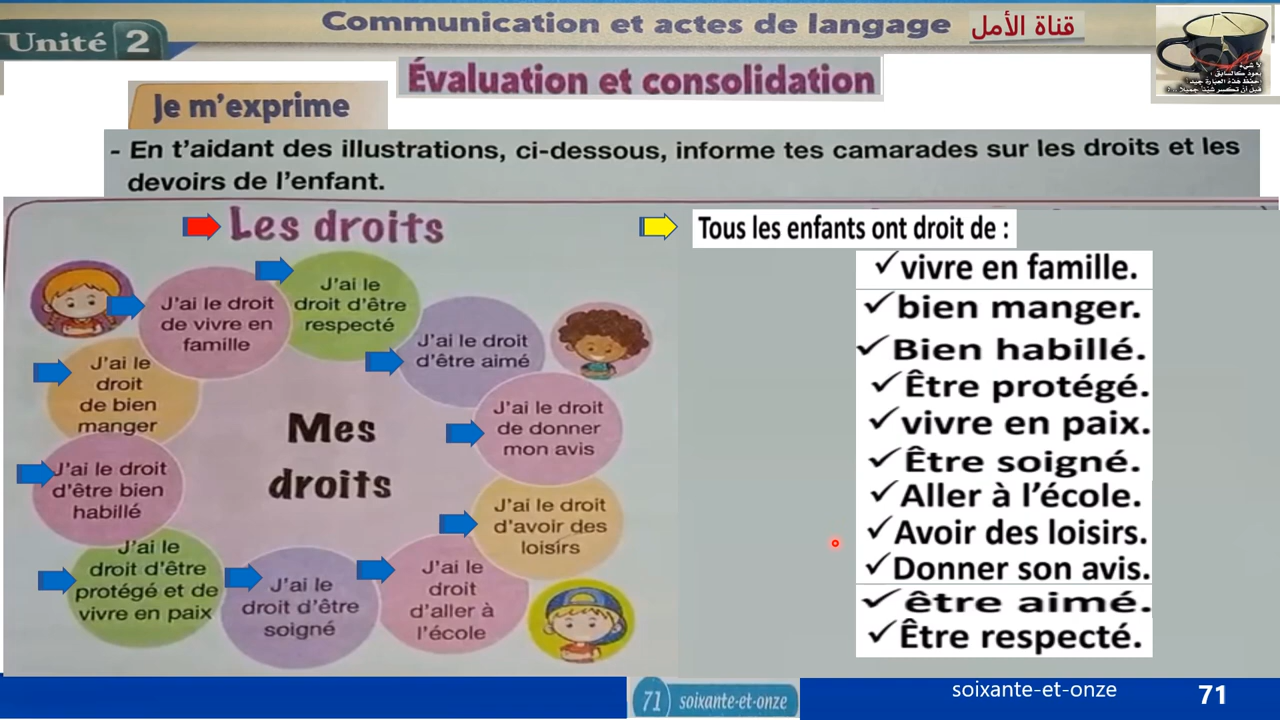 Unité 2
Communication et actes de langage
قناة الأمل
Évaluation et consolidation
Je m'exprime
- En t'aidant des illustrations, ci-dessous, informe tes camarades sur les droits et les
devoirs de l'enfant.
Les droits
J'ai le droit
de vivre en
famille
J'ai le
droit d'être
respecté
J'ai le droit
d'être aimé
J'ai le droit
de donner
mon avis
J'ai le droit
d'avoir des
loisirs
J'ai le
droit
d'aller à
l'école
J'ai le
droit d'être
soigné
J'ai le
droit d'être
protégé et de
vivre en paix
J'ai le droit
d'être bien
habillé
J'ai le
droit
de bien
manger
Mes
droits
Tous les enfants ont droit de :
✓vivre en famille.
✓bien manger.
✓Bien habillé.
✓Être protégé.
✓vivre en paix.
✓Être soigné.
✓Aller à l'école.
✓Avoir des loisirs.
✓Donner son avis.
✓être aimé.
✓Être respecté.
71 soixante-et-onze
soixante-et-onze 71